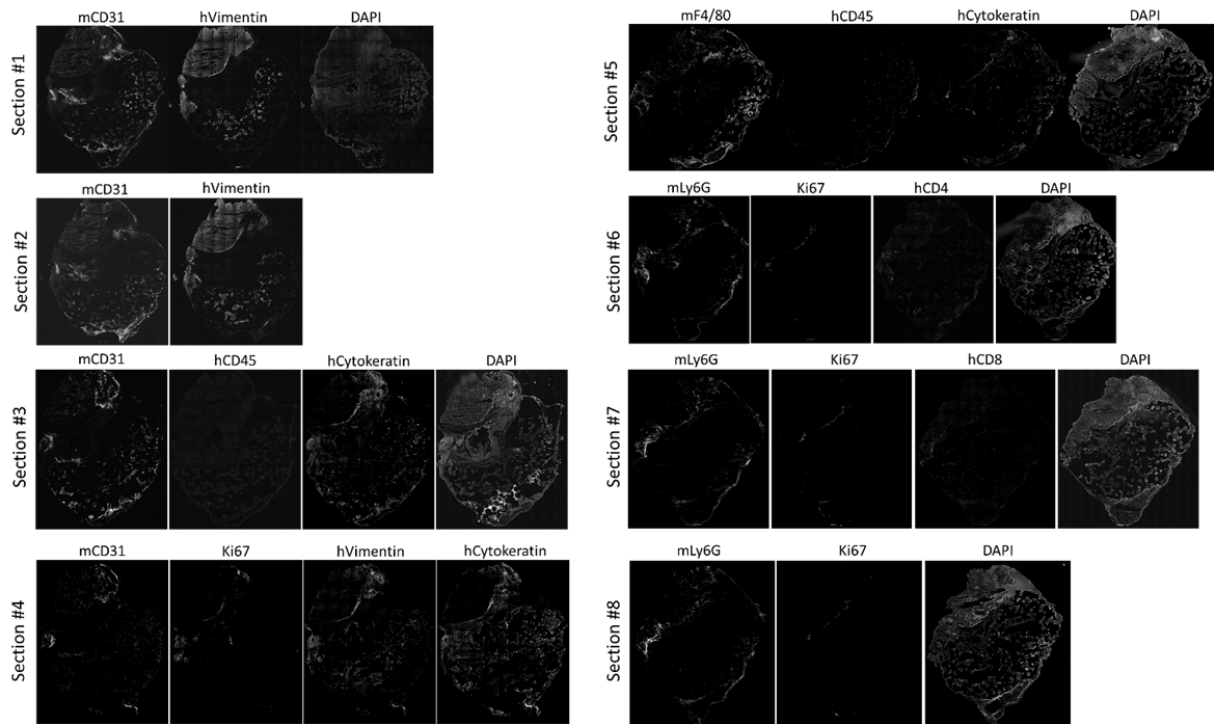 mCD31 hVimentin DAPI
Section #1
mCD31 hVimentin
Section #2
mCD31 hCD45 hCytokeratin DAPI
Section #3
mCD31 Ki67 hVimentin hCytokeratin
Section #4
mF4/80 hCD45 hCytokeratin DAPI
Section #5
mLy6G Ki67 hCD4 DAPI
Section #6
mLy6G Ki67 hCD8 DAPI
Section #7
mLy6G Ki67 DAPI
Section #8